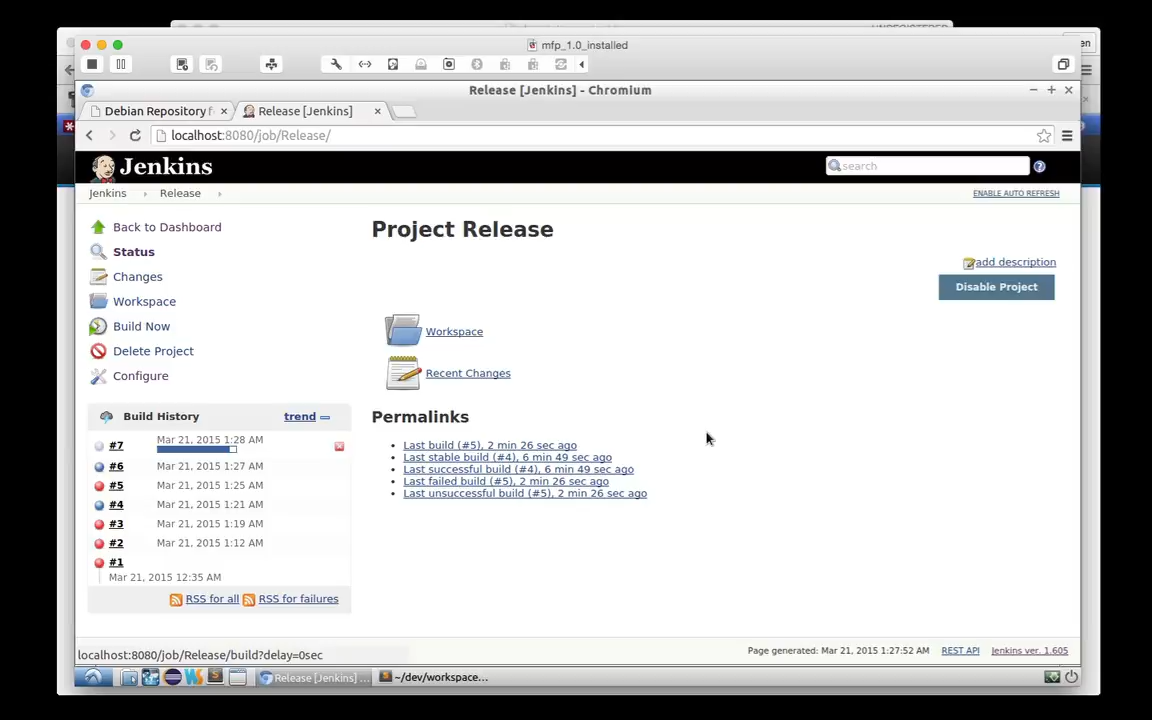 mfp_1.0_installed
en
Release [Jenkins] - Chromium
Debian Repository f
Release [Jenkins]
localhost:8080/job/Release/
Jenkins
search
Jenkins
Release
ENABLE AUTO REFRESH
Back to Dashboard
Status
Changes
Workspace
Build Now
Delete Project
Configure
Project Release
add description
Disable Project
Workspace
Recent Changes
Permalinks
Last build (#5), 2 min 26 sec ago
Last stable build (#4), 6 min 49 sec ago
Last successful build (#4), 6 min 49 sec ago
Last failed build (#5), 2 min 26 sec ago
Last unsuccessful build (#5), 2 min 26 sec ago
Build History trend
#7 Mar 21, 2015 1:28 AM
#6 Mar 21, 2015 1:27 AM
#5 Mar 21, 2015 1:25 AM
#4 Mar 21, 2015 1:21 AM
#3 Mar 21, 2015 1:19 AM
#2 Mar 21, 2015 1:12 AM
#1
Mar 21, 2015 12:35 AM
RSS for all RSS for failures
localhost:8080/job/Release/build?delay=0sec
Page generated: Mar 21, 2015 1:27:52 AM REST API Jenkins ver. 1.605
Release [Jenkins] ...
~/dev/workspace...